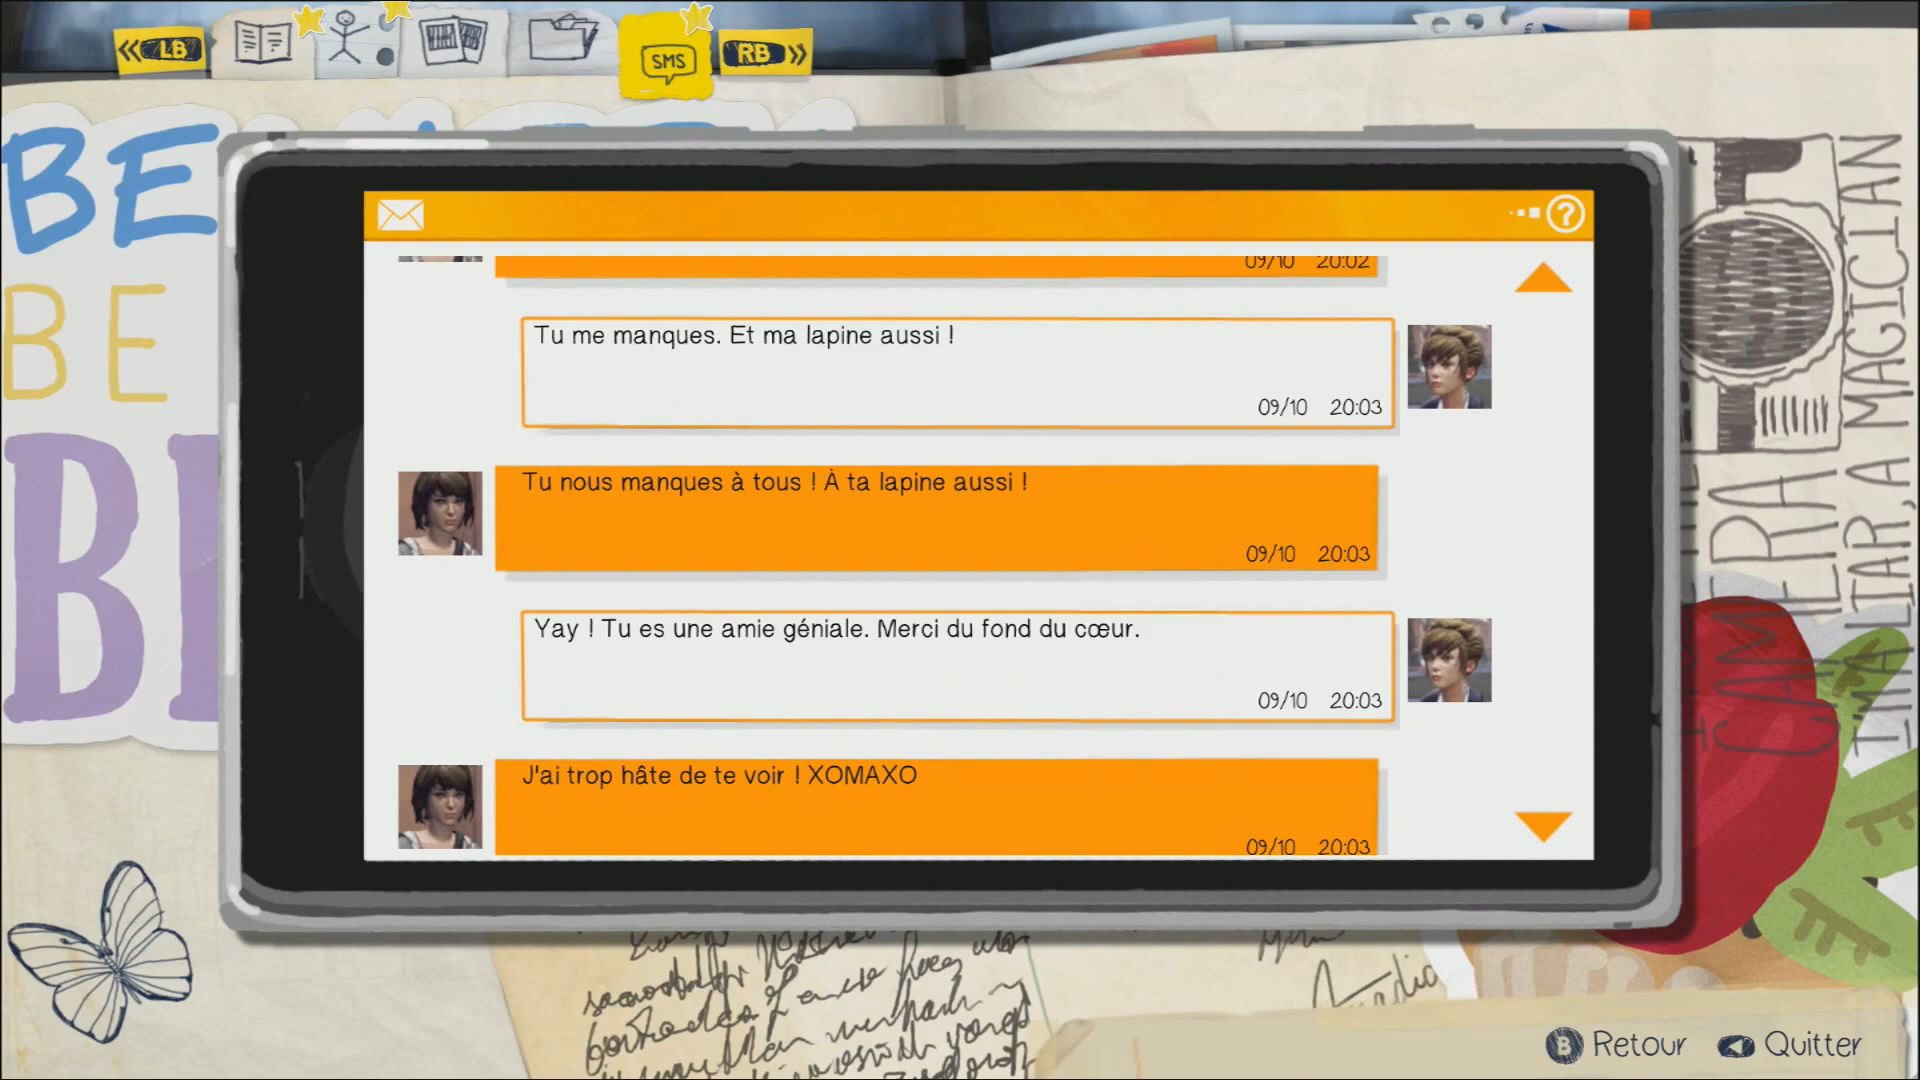 LB
SMS
RB
BE
BE
09/10 20:02
Tu me manques. Et ma lapine aussi !
09/10 20:03
Tu nous manques à tous ! À ta lapine aussi !
09/10 20:03
Yay ! Tu es une amie géniale. Merci du fond du cœur.
09/10 20:03
J'ai trop hâte de te voir ! XOMAXO
09/10 20:03
CAMERA
LIAR, A MAGICIAN
B Retour
Quitter